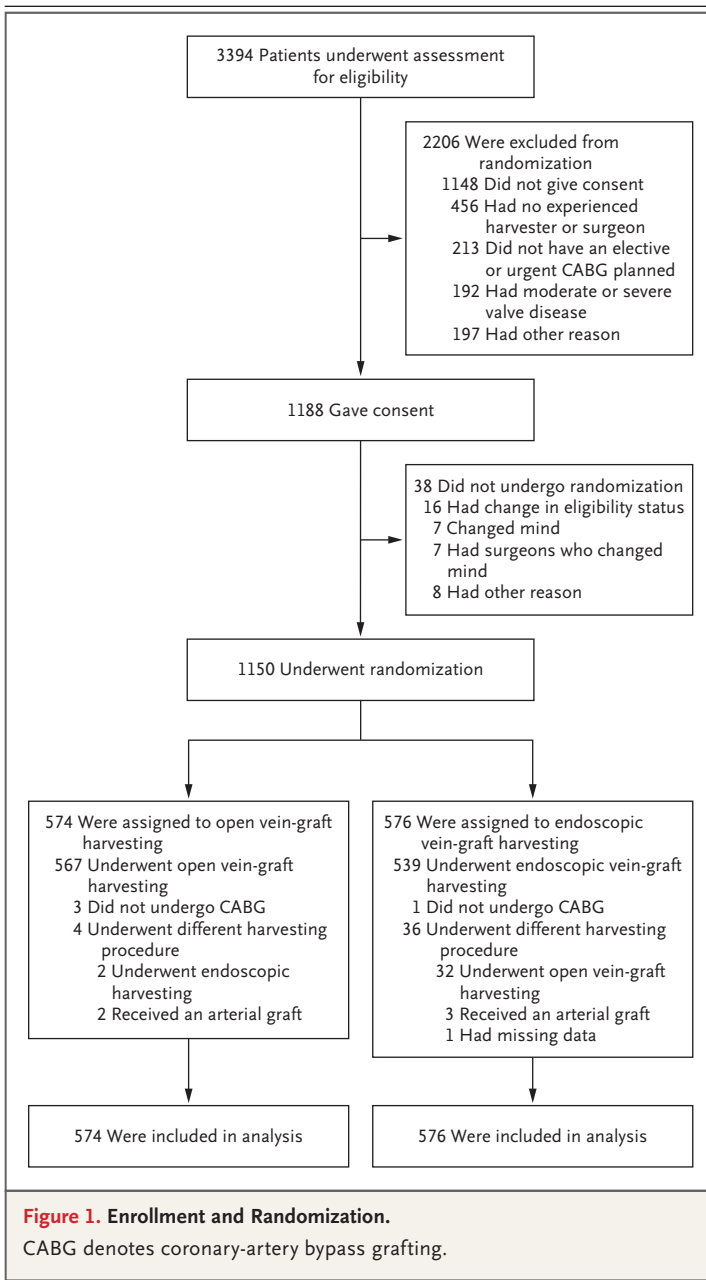 3394 Patients underwent assessment
for eligibility
2206 Were excluded from
randomization
1148 Did not give consent
456 Had no experienced
harvester or surgeon
213 Did not have an elective
or urgent CABG planned
192 Had moderate or severe
valve disease
197 Had other reason
1188 Gave consent
38 Did not undergo randomization
16 Had change in eligibility status
7 Changed mind
7 Had surgeons who changed
mind
8 Had other reason
1150 Underwent randomization
574 Were assigned to open vein-graft
harvesting
567 Underwent open vein-graft
harvesting
3 Did not undergo CABG
4 Underwent different harvesting
procedure
2 Underwent endoscopic
harvesting
2 Received an arterial graft
576 Were assigned to endoscopic
vein-graft harvesting
539 Underwent endoscopic vein-graft
harvesting
1 Did not undergo CABG
36 Underwent different harvesting
procedure
32 Underwent open vein-graft
harvesting
3 Received an arterial graft
1 Had missing data
574 Were included in analysis
576 Were included in analysis
Figure 1. Enrollment and Randomization.
CABG denotes coronary-artery bypass grafting.